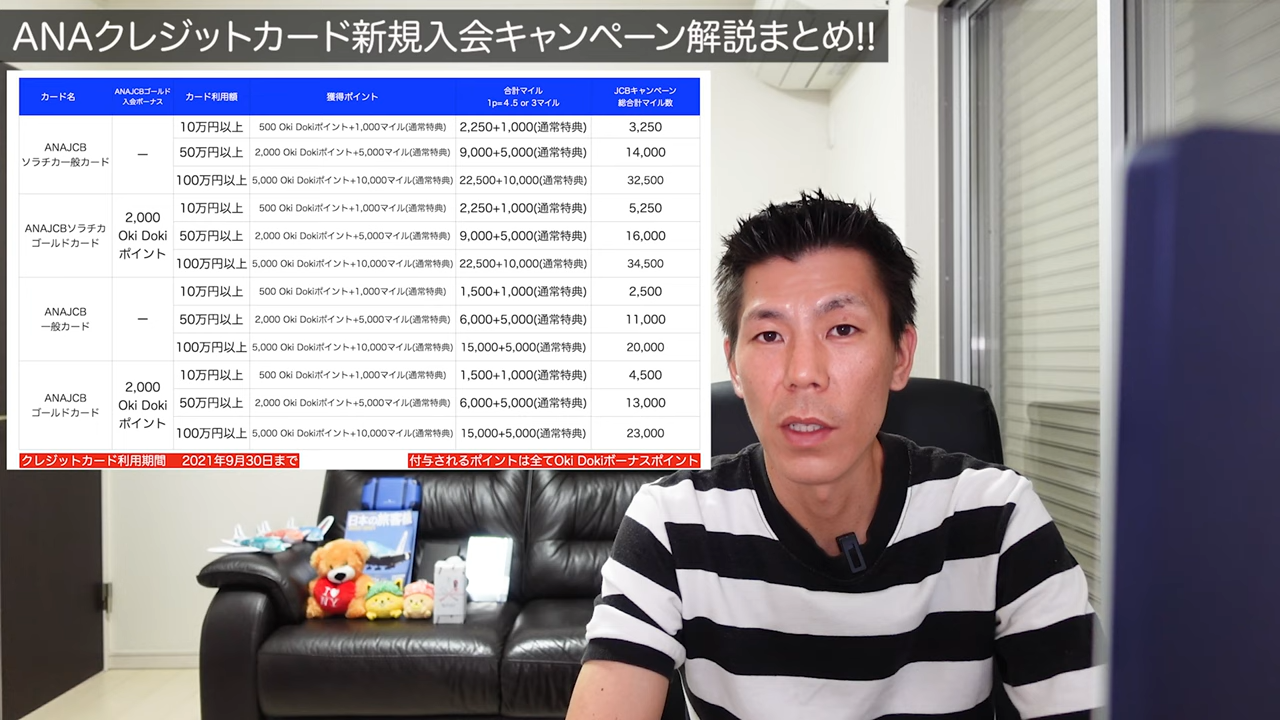 ANAクレジットカード新規入会キャンペーン解説まとめ!!
カード名
ANAJCBゴールド
入会ボーナス
カード利用額
獲得ポイント
合計マイル
1p=4.5 or 3マイル
JCBキャンペーン
総合計マイル数
ANAJCB
ソラチカ一般カード
ー
10万円以上 500 Oki Dokiポイント+1,000マイル(通常特典) 2,250+1,000(通常特典) 3,250
50万円以上 2,000 Oki Dokiポイント+5,000マイル(通常特典) 9,000+5,000(通常特典) 14,000
100万円以上 5,000 Oki Dokiポイント+10,000マイル(通常特典) 22,500+10,000(通常特典) 32,500
ANAJCBソラチカ
ゴールドカード
2,000
Oki Doki
ポイント
10万円以上 500 Oki Dokiポイント+1,000マイル(通常特典) 2,250+1,000(通常特典) 5,250
50万円以上 2,000 Oki Dokiポイント+5,000マイル(通常特典) 9,000+5,000(通常特典) 16,000
100万円以上 5,000 Oki Dokiポイント+10,000マイル(通常特典) 22,500+10,000(通常特典) 34,500
ANAJCB
一般カード
ー
10万円以上 500 Oki Dokiポイント+1,000マイル(通常特典) 1,500+1,000(通常特典) 2,500
50万円以上 2,000 Oki Dokiポイント+5,000マイル(通常特典) 6,000+5,000(通常特典) 11,000
100万円以上 5,000 Oki Dokiポイント+10,000マイル(通常特典) 15,000+5,000(通常特典) 20,000
ANAJCB
ゴールドカード
2,000
Oki Doki
ポイント
10万円以上 500 Oki Dokiポイント+1,000マイル(通常特典) 1,500+1,000(通常特典) 4,500
50万円以上 2,000 Oki Dokiポイント+5,000マイル(通常特典) 6,000+5,000(通常特典) 13,000
100万円以上 5,000 Oki Dokiポイント+10,000マイル(通常特典) 15,000+5,000(通常特典) 23,000
クレジットカード利用期間 2021年9月30日まで
付与されるポイントは全てOki Dokiボーナスポイント
日本の旅客機
I ♥
NY